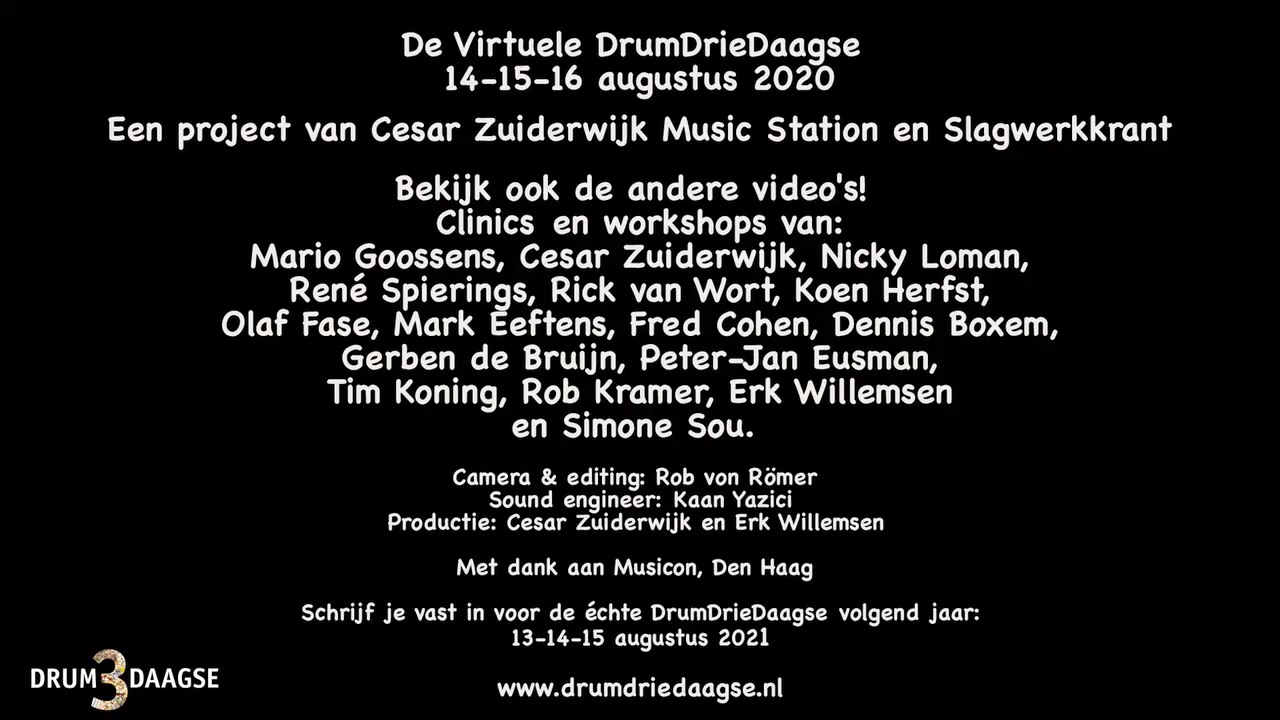 De Virtuele DrumDrieDaagse
14-15-16 augustus 2020
Een project van Cesar Zuiderwijk Music Station en Slagwerkkrant
Bekijk ook de andere video's!
Clinics en workshops van:
Mario Goossens, Cesar Zuiderwijk, Nicky Loman,
René Spierings, Rick van Wort, Koen Herfst,
Olaf Fase, Mark Eeftens, Fred Cohen, Dennis Boxem,
Gerben de Bruijn, Peter-Jan Eusman,
Tim Koning, Rob Kramer, Erk Willemsen
en Simone Sou.
Camera & editing: Rob von Römer
Sound engineer: Kaan Yazici
Productie: Cesar Zuiderwijk en Erk Willemsen
Met dank aan Musicon, Den Haag
Schrijf je vast in voor de échte DrumDrieDaagse volgend jaar:
13-14-15 augustus 2021
DRUM3DAAGSE
www.drumdriedaagse.nl